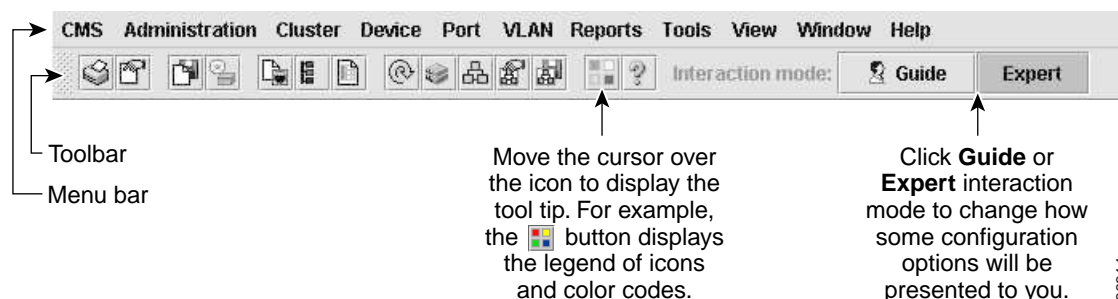 CMS Administration Cluster Device Port VLAN Reports Tools View Window Help
Interaction mode: Guide Expert
Toolbar
Menu bar
Move the cursor over
the icon to display the
tool tip. For example,
the button displays
the legend of icons
and color codes.
Click Guide or
Expert interaction
mode to change how
some configuration
options will be
presented to you.